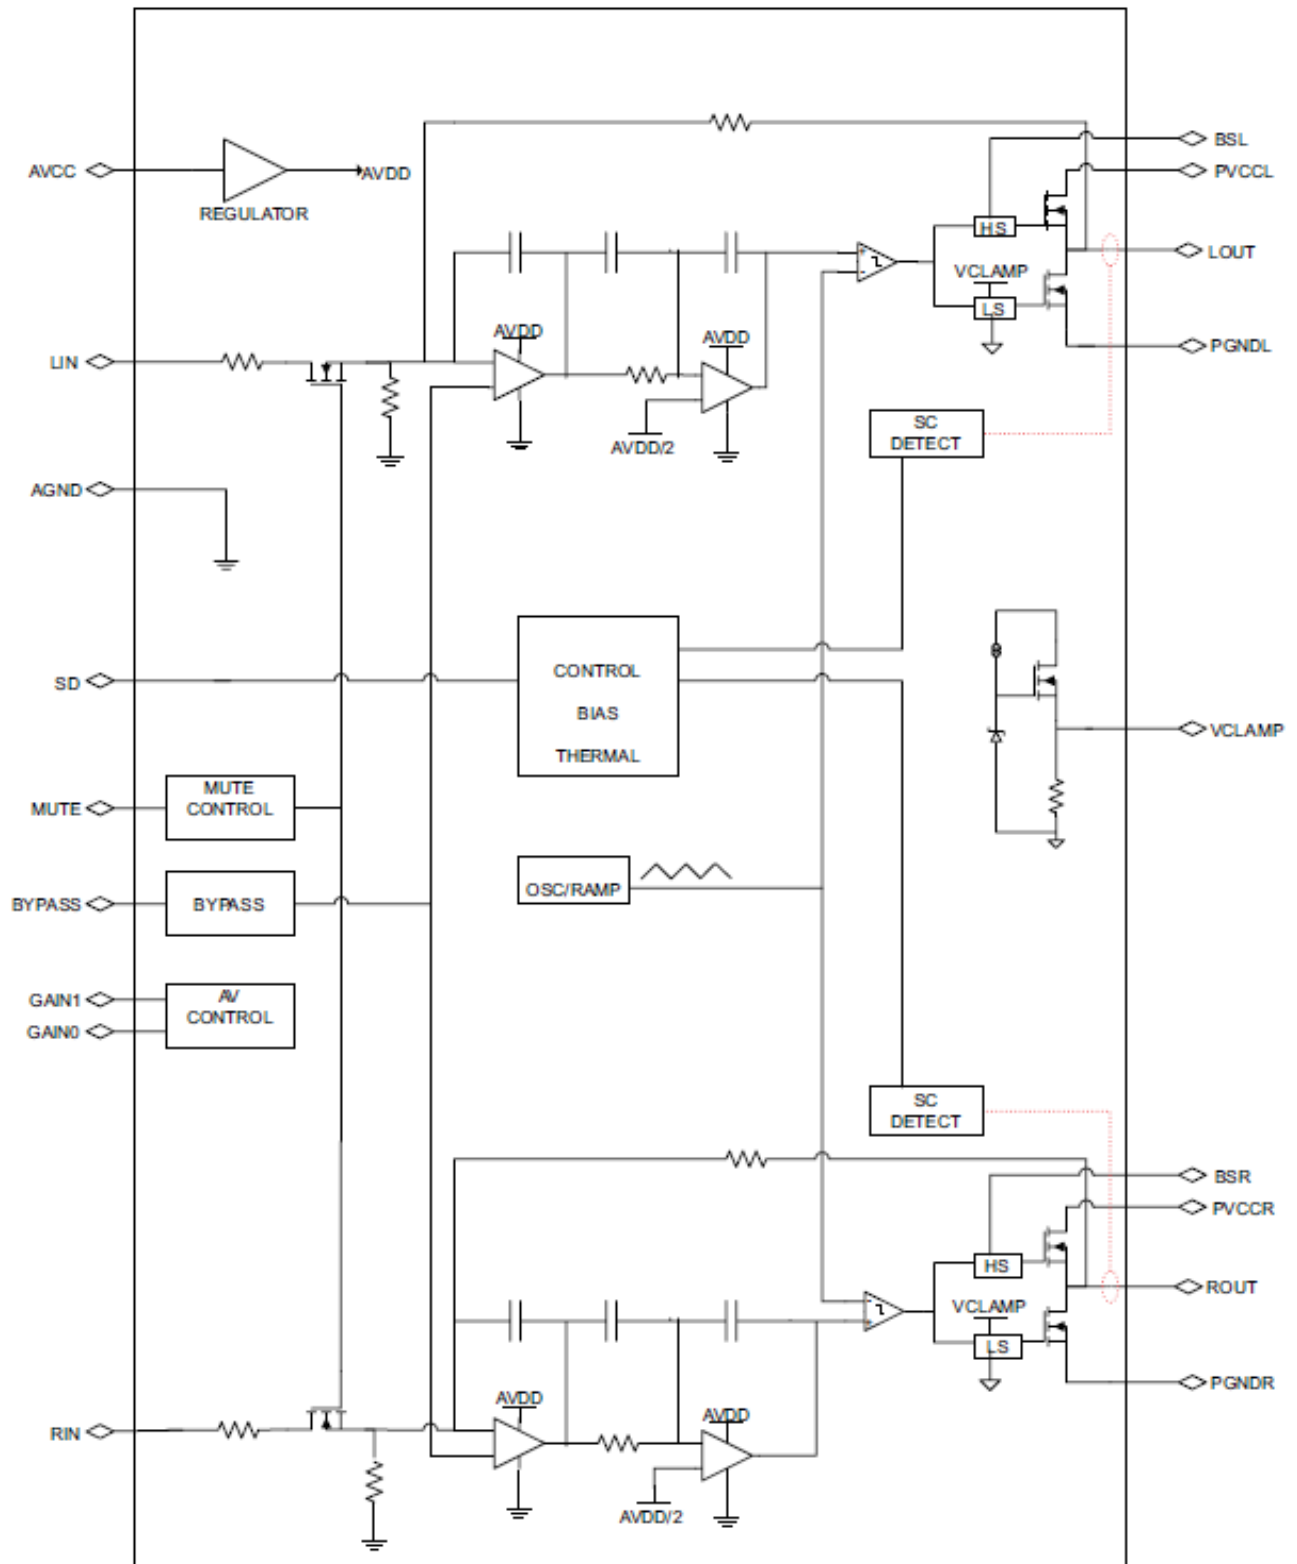 BSL
AVCC
AVDD
PVCCL
REGULATOR
HS
LOUT
VCLAMP
LS
AVDD
AVDD
PGNDL
LIN
SC
DETECT
AVDD/2
AGND
CONTROL
BIAS
THERMAL
SD
VCLAMP
MUTE
MUTE
CONTROL
OSC/RAMP
BYPASS
BYPASS
GAIN1
GAIN0
AV
CONTROL
SC
DETECT
BSR
PVCCR
HS
ROUT
VCLAMP
LS
PGNDR
AVDD
AVDD
RIN
AVDD/2